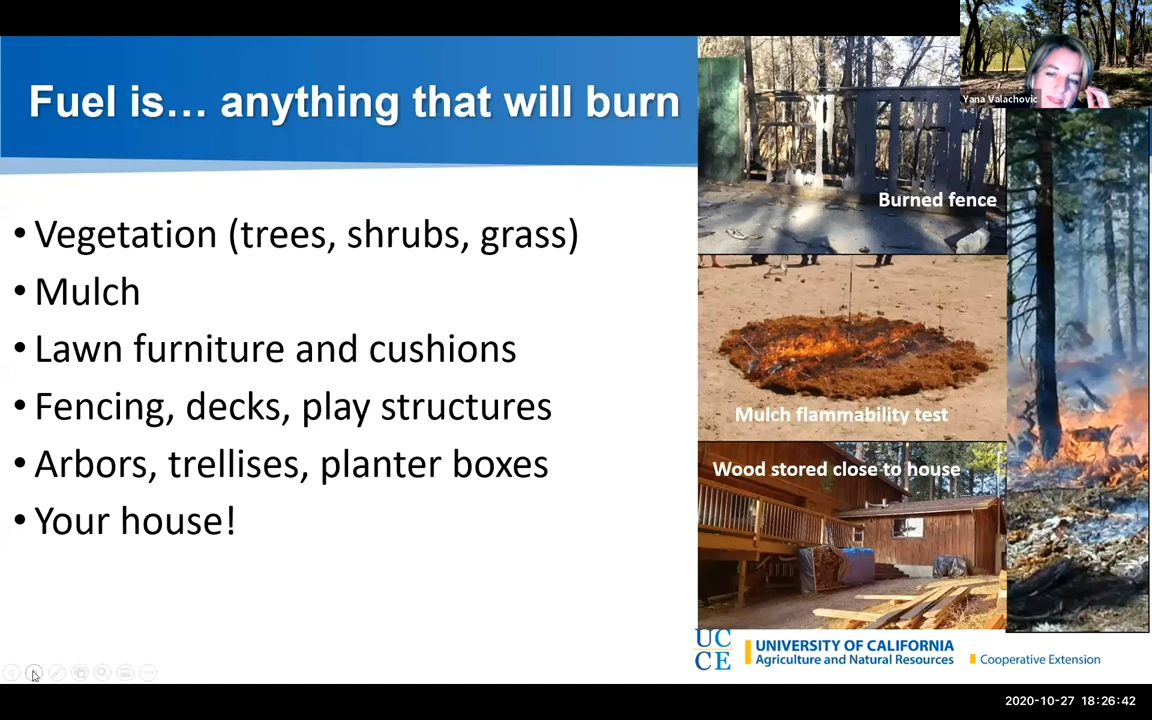 Fuel is… anything that will burn
Yana Valachovic
• Vegetation (trees, shrubs, grass)
• Mulch
• Lawn furniture and cushions
• Fencing, decks, play structures
• Arbors, trellises, planter boxes
• Your house!
Burned fence
Mulch flammability test
Wood stored close to house
UC
CE
UNIVERSITY OF CALIFORNIA
Agriculture and Natural Resources
Cooperative Extension
2020-10-27 18:26:42